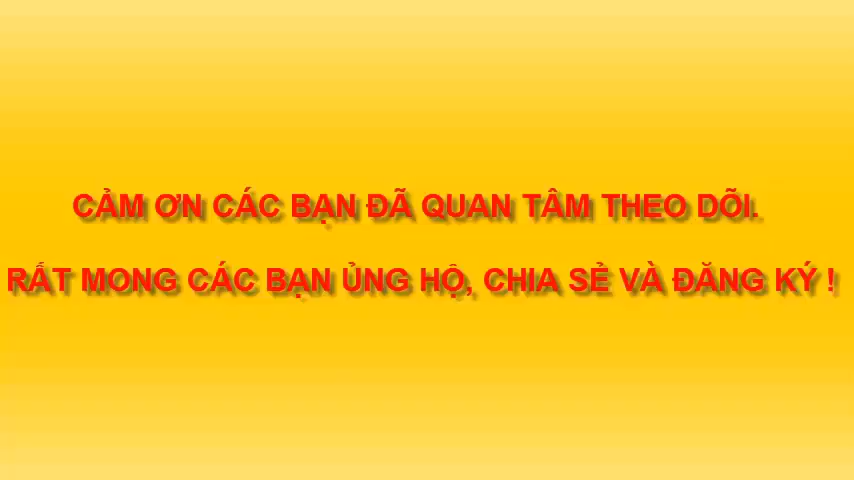 CẢM ƠN CÁC BẠN ĐÃ QUAN TÂM THEO DÕI.
RẤT MONG CÁC BẠN ỦNG HỘ, CHIA SẺ VÀ ĐĂNG KÝ !